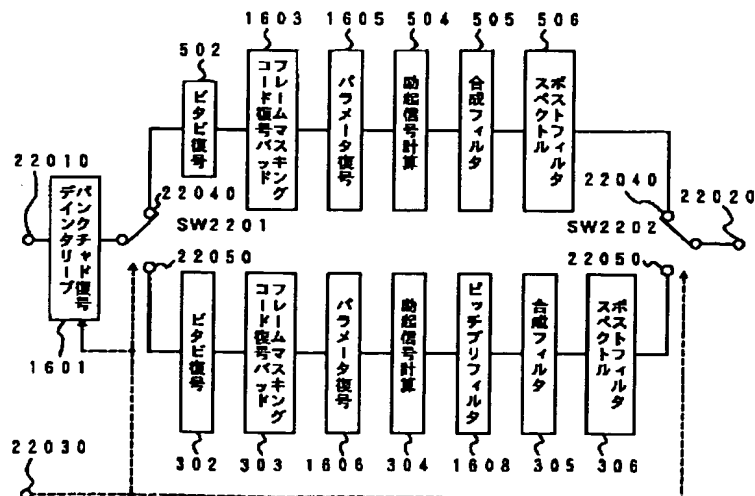 1603
1605
504
505
506
502
ビタビ復号
フレームマスキング
コード復号バッド
パラメータ復号
励起信号計算
合成フィルタ
ポストフィルタ
スペクトル
22010
パンクチャド復号
デインタリーブ
22040
SW2201
22050
22040
22020
SW2202
22050
1601
ビタビ復号
フレームマスキング
コード復号バッド
パラメータ復号
励起信号計算
ピッチプリフィルタ
合成フィルタ
ポストフィルタ
スペクトル
22030
302
303
1606
304
1608
305
306